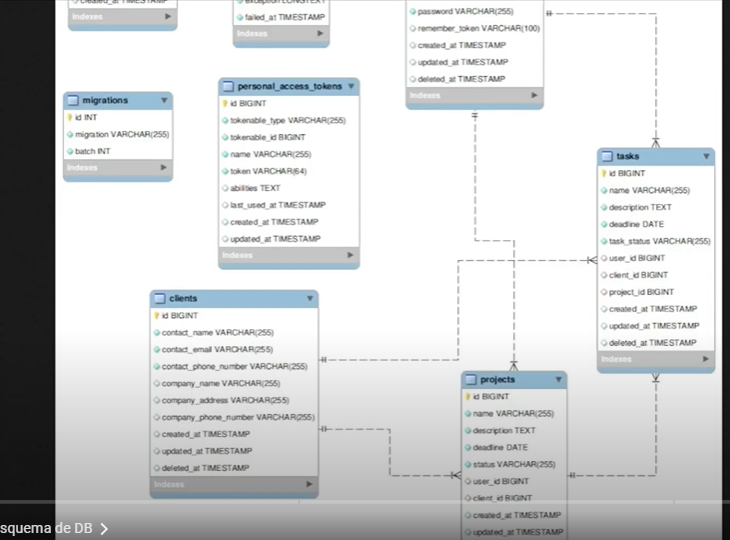 created_at TIMESTAMP
Indexes
exception LONGTEXT
failed_at TIMESTAMP
Indexes
password VARCHAR(255)
remember_token VARCHAR(100)
created_at TIMESTAMP
updated_at TIMESTAMP
deleted_at TIMESTAMP
Indexes
migrations
id INT
migration VARCHAR(255)
batch INT
Indexes
personal_access_tokens
id BIGINT
tokenable_type VARCHAR(255)
tokenable_id BIGINT
name VARCHAR(255)
token VARCHAR(64)
abilities TEXT
last_used_at TIMESTAMP
created_at TIMESTAMP
updated_at TIMESTAMP
Indexes
tasks
id BIGINT
name VARCHAR(255)
description TEXT
deadline DATE
task_status VARCHAR(255)
user_id BIGINT
client_id BIGINT
project_id BIGINT
created_at TIMESTAMP
updated_at TIMESTAMP
deleted_at TIMESTAMP
Indexes
clients
id BIGINT
contact_name VARCHAR(255)
contact_email VARCHAR(255)
contact_phone_number VARCHAR(255)
company_name VARCHAR(255)
company_address VARCHAR(255)
company_phone_number VARCHAR(255)
created_at TIMESTAMP
updated_at TIMESTAMP
deleted_at TIMESTAMP
Indexes
projects
id BIGINT
name VARCHAR(255)
description TEXT
deadline DATE
status VARCHAR(255)
user_id BIGINT
client_id BIGINT
created_at TIMESTAMP
updated_at TIMESTAMP
squema de DB